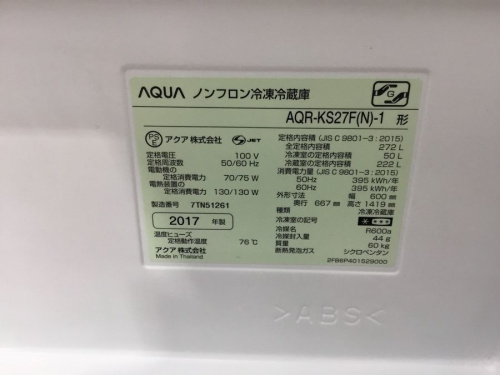 AQUA ノンフロン冷凍冷蔵庫
G
AQR-KS27F(N)-1 形
PS E アクア株式会社 JET
定格電圧 100 V
定格周波数 50/60 Hz
電動機の
定格消費電力 70/75 W
電熱装置の
定格消費電力 130/130 W
製造番号 7TN51261
2017 年製
温度ヒューズ
定格動作温度 76℃
アクア株式会社
Made in Thailand
定格内容積(JIS C 9801-3:2015)
全定格内容積 272 L
冷凍室の定格内容積 50 L
冷蔵室の定格内容積 222 L
消費電力量(JIS C 9801-3:2015)
50Hz 395 kWh/年
60Hz 395 kWh/年
外形寸法 幅 600 mm
奥行 667 mm 高さ 1419 mm
種類 冷凍冷蔵庫
冷凍室の記号 * ***
冷媒名 R600a
冷媒封入量 44 g
質量 60 kg
断熱発泡ガス シクロペンタン
2FB6P401S29000
>ABS<